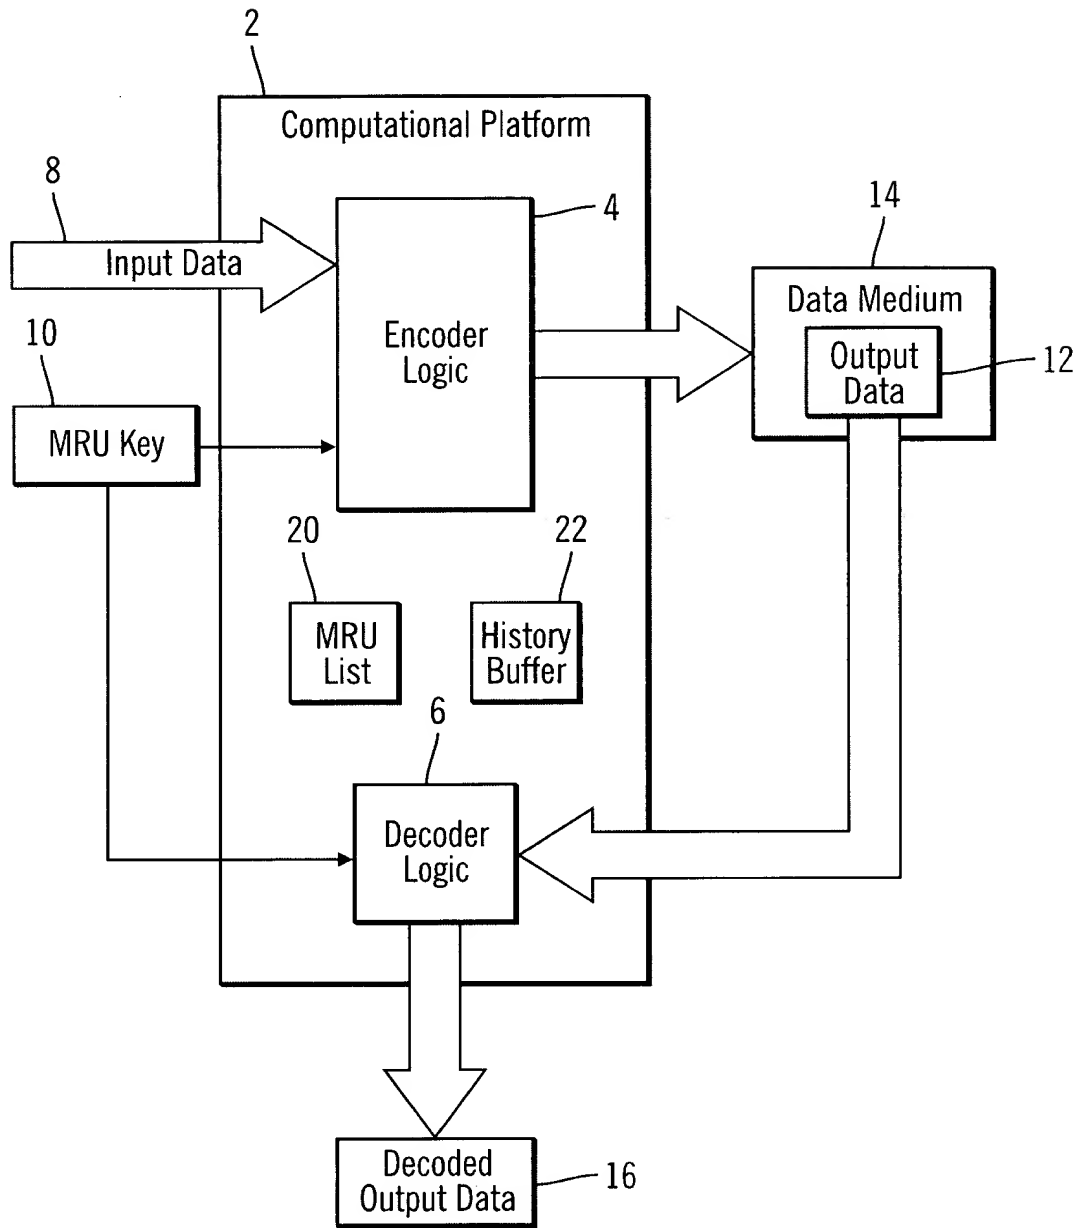 2
Computational Platform
8
4
14
Input Data
Data Medium
10
Encoder
Logic
Output
Data
12
MRU Key
20
22
MRU
List
History
Buffer
6
Decoder
Logic
Decoded
Output Data
16